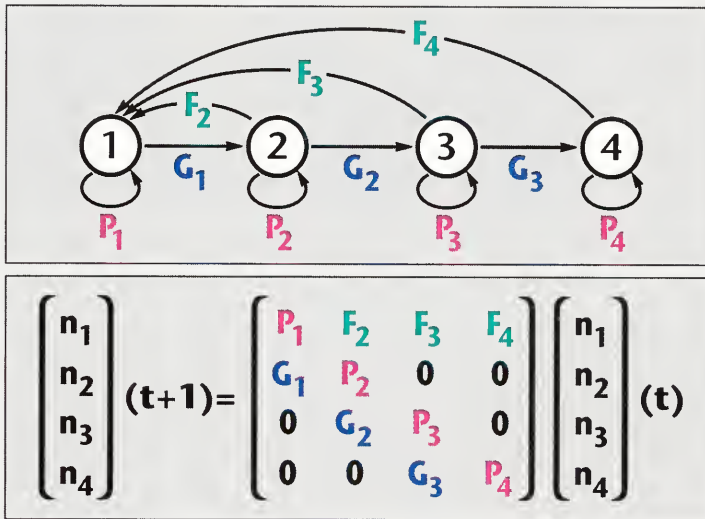 F₄
F₃
F₂
1 2 3 4
G₁ G₂ G₃
P₁ P₂ P₃ P₄
n₁ P₁ F₂ F₃ F₄ n₁
n₂ G₁ P₂ 0 0 n₂
(t+1)= (t)
n₃ 0 G₂ P₃ 0 n₃
n₄ 0 0 G₃ P₄ n₄